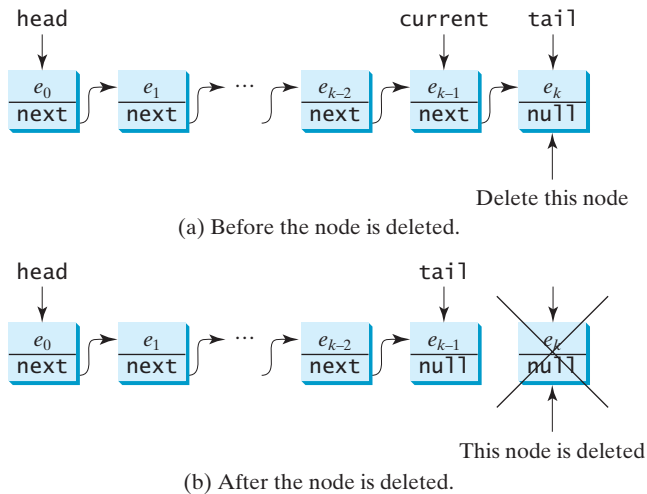 head current tail
e₀ e₁ ... eₖ₋₂ eₖ₋₁ eₖ
next next next next null
Delete this node
(a) Before the node is deleted.
head tail
e₀ e₁ ... eₖ₋₂ eₖ₋₁ eₖ
next next next null null
This node is deleted
(b) After the node is deleted.